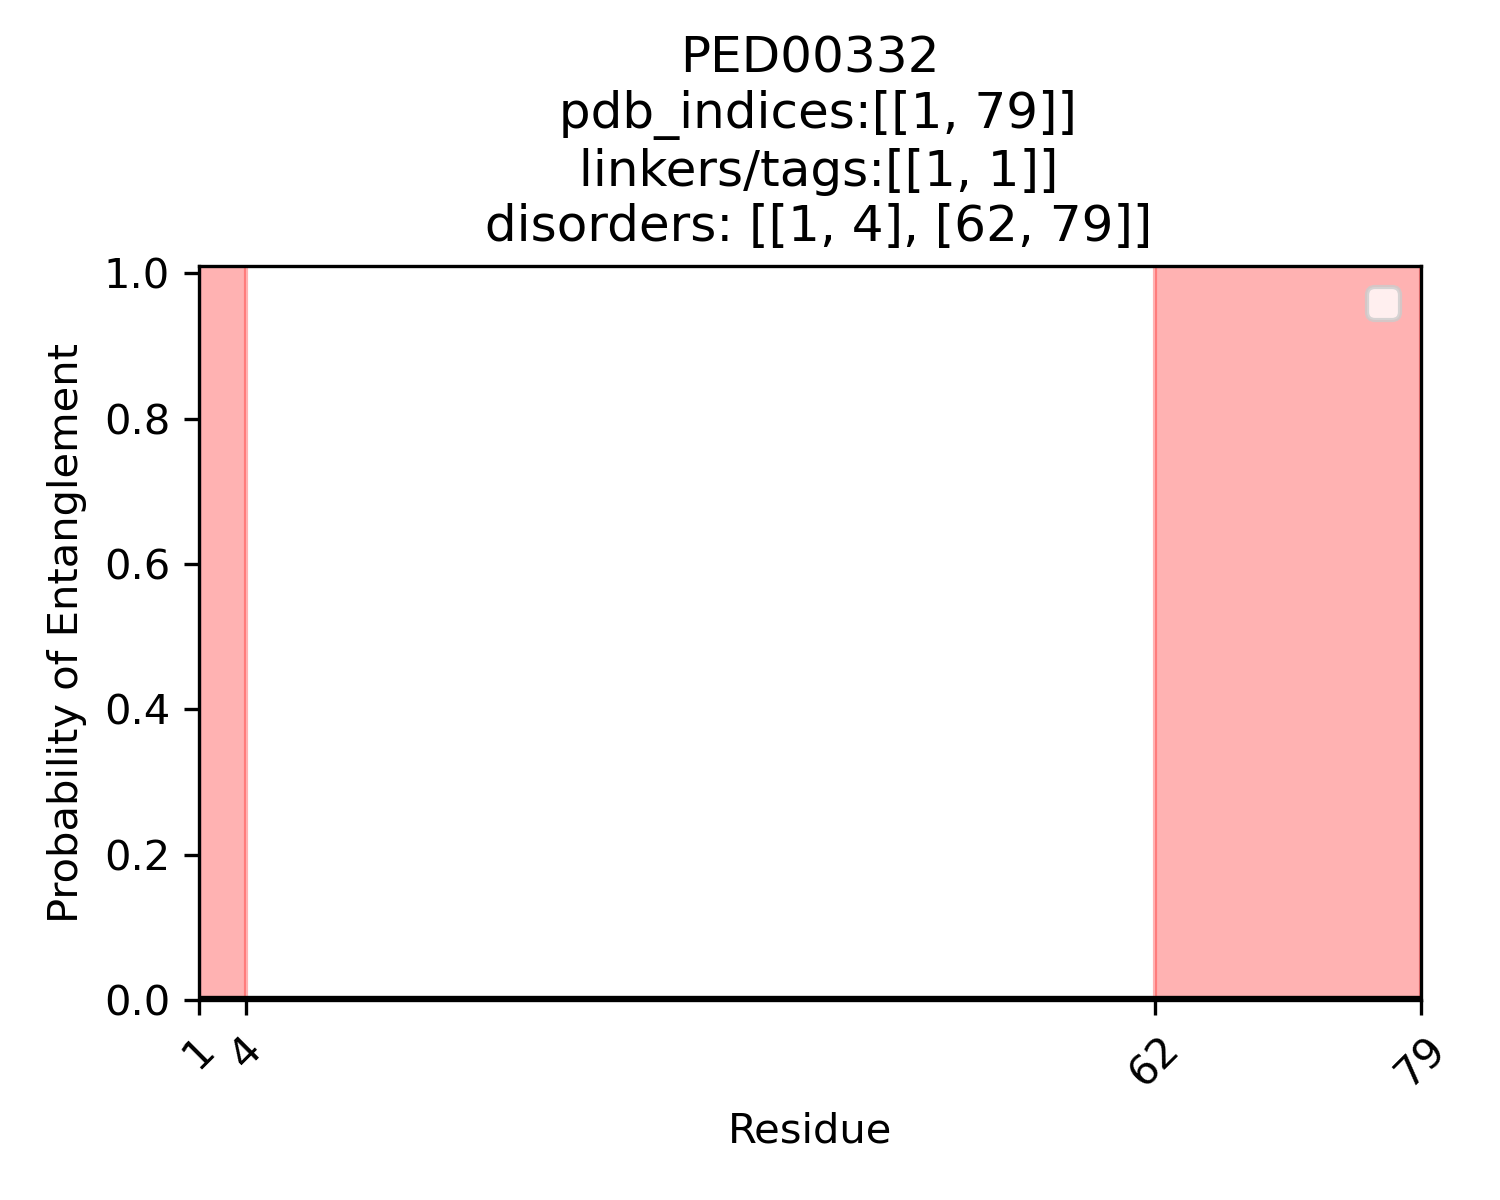 PED00332
pdb_indices:[[1, 79]]
linkers/tags:[[1, 1]]
disorders: [[1, 4], [62, 79]]
1.0
0.8
0.6
0.4
0.2
0.0
Probability of Entanglement
1 4 62 79
Residue